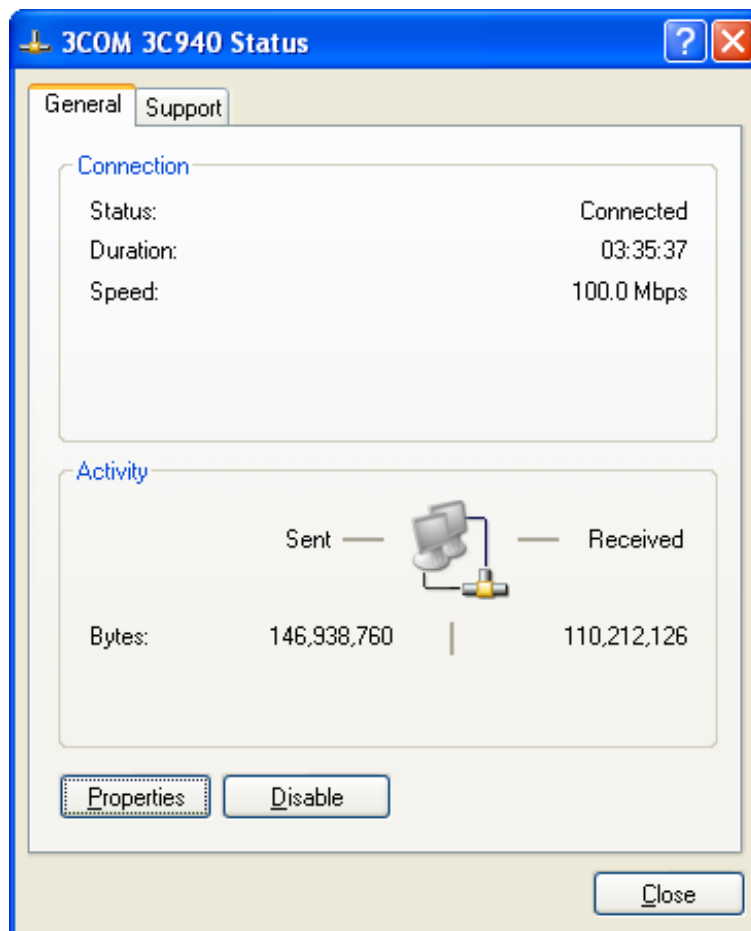 3COM 3C940 Status
General Support
Connection
Status: Connected
Duration: 03:35:37
Speed: 100.0 Mbps
Activity
Sent Received
Bytes: 146,938,760 110,212,126
Properties Disable
Close